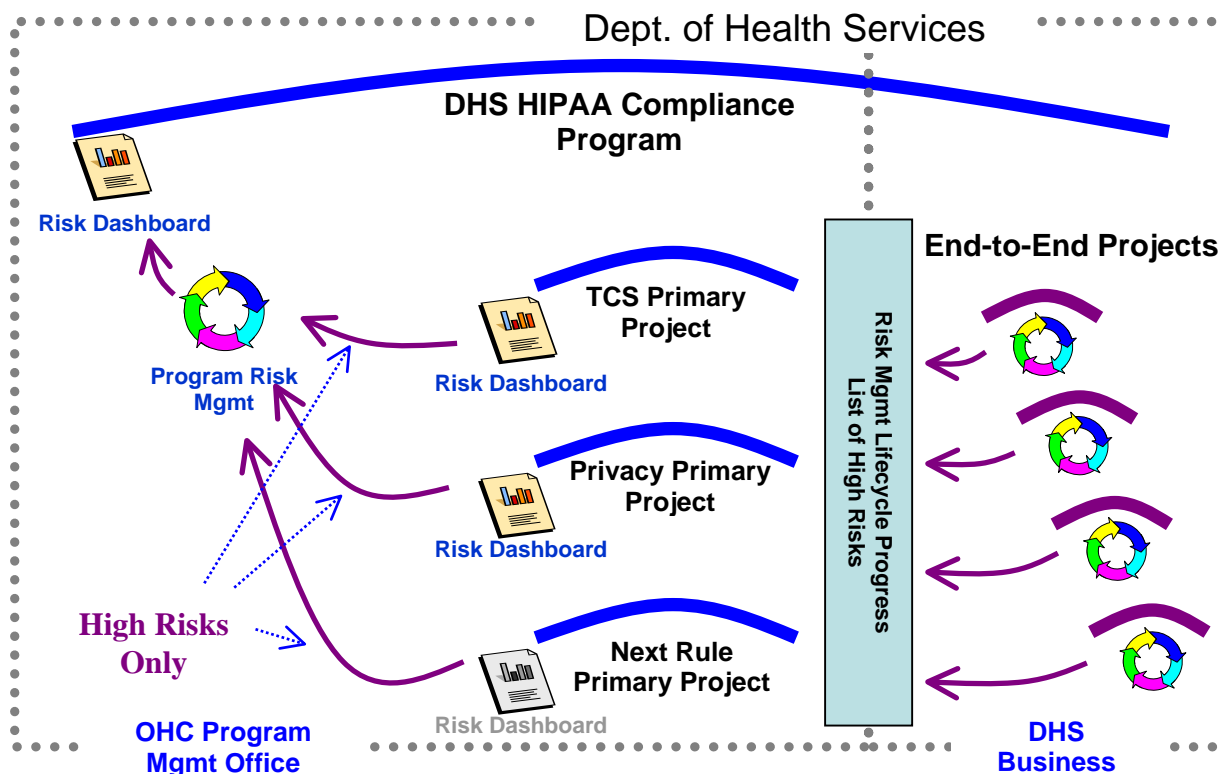 Dept. of Health Services
DHS HIPAA Compliance
Program
Risk Dashboard
End-to-End Projects
Program Risk
Mgmt
TCS Primary
Project
Risk Dashboard
Privacy Primary
Project
Risk Dashboard
Risk Mgmt Lifecycle Progress
List of High Risks
High Risks
Only
Next Rule
Primary Project
Risk Dashboard
OHC Program
Mgmt Office
DHS
Business